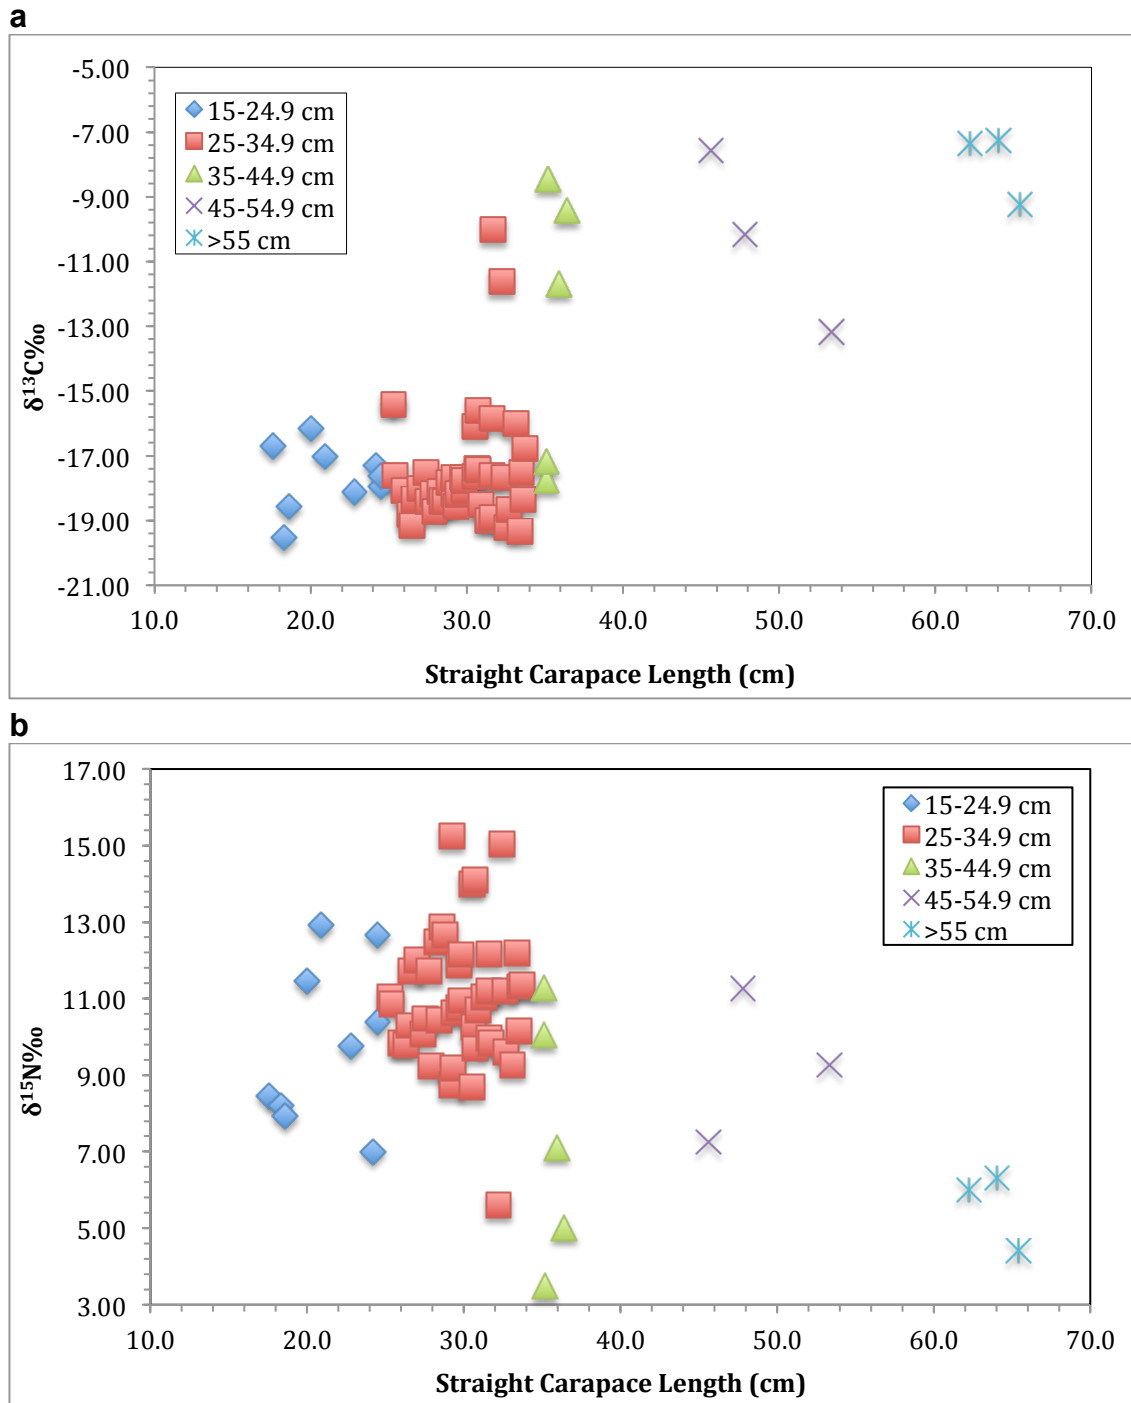 a
-5.00
-7.00
-9.00
-11.00
-13.00
-15.00
-17.00
-19.00
-21.00
δ¹³C‰
15-24.9 cm
25-34.9 cm
35-44.9 cm
45-54.9 cm
>55 cm
10.0 20.0 30.0 40.0 50.0 60.0 70.0
Straight Carapace Length (cm)
b
17.00
15.00
13.00
11.00
9.00
7.00
5.00
3.00
δ¹⁵N‰
15-24.9 cm
25-34.9 cm
35-44.9 cm
45-54.9 cm
>55 cm
10.0 20.0 30.0 40.0 50.0 60.0 70.0
Straight Carapace Length (cm)